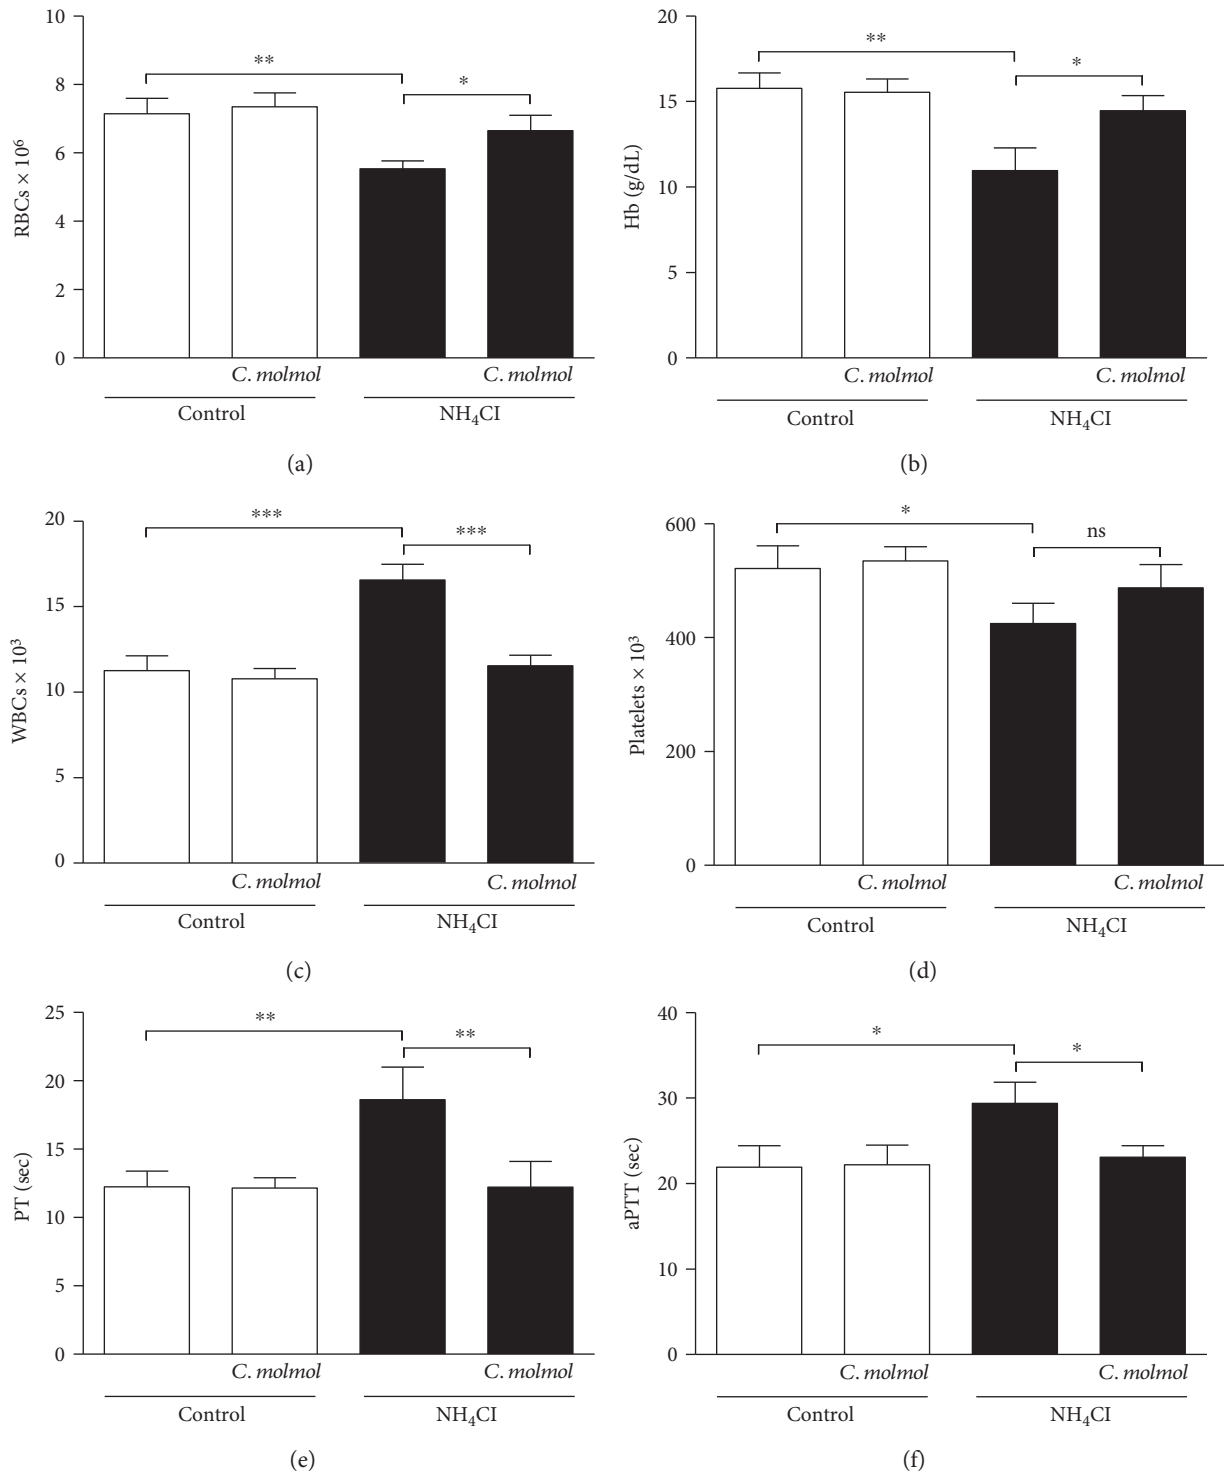 10
8
6
4
2
0
RBCs × 10⁶
**
*
C. molmol
C. molmol
Control
NH₄CI
(a)
20
15
10
5
0
Hb (g/dL)
**
*
C. molmol
C. molmol
Control
NH₄CI
(b)
20
15
10
5
0
WBCs × 10³
***
***
C. molmol
C. molmol
Control
NH₄CI
(c)
600
400
200
0
Platelets × 10³
*
ns
C. molmol
C. molmol
Control
NH₄CI
(d)
25
20
15
10
5
0
PT (sec)
**
**
C. molmol
C. molmol
Control
NH₄CI
(e)
40
30
20
10
0
aPTT (sec)
*
*
C. molmol
C. molmol
Control
NH₄CI
(f)